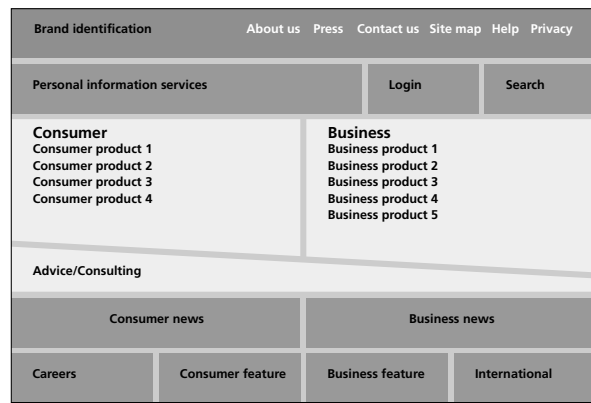 Brand identification About us Press Contact us Site map Help Privacy
Personal information services Login Search
Consumer
Consumer product 1
Consumer product 2
Consumer product 3
Consumer product 4
Business
Business product 1
Business product 2
Business product 3
Business product 4
Business product 5
Advice/Consulting
Consumer news Business news
Careers Consumer feature Business feature International